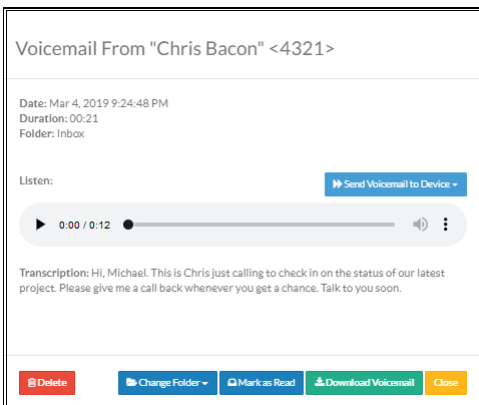 Voicemail From "Chris Bacon" <4321>
Date: Mar 4, 2019 9:24:48 PM
Duration: 00:21
Folder: Inbox
Listen:
Send Voicemail to Device
0:00 / 0:12
Transcription: Hi, Michael. This is Chris just calling to check in on the status of our latest
project. Please give me a call back whenever you get a chance. Talk to you soon.
Delete
Change Folder
Mark as Read
Download Voicemail
Close